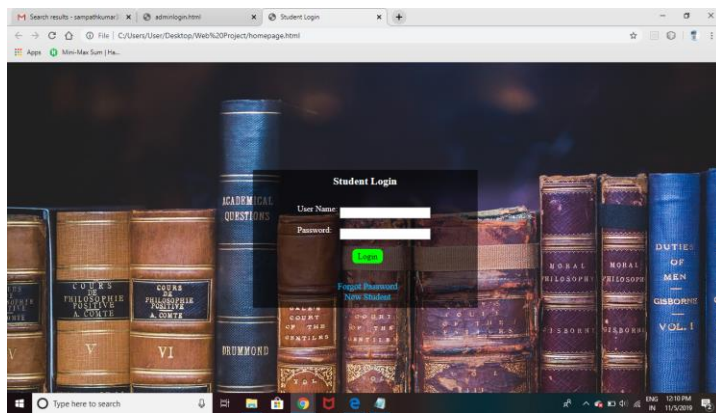 Search results - sampathkumar
adminlogin.html
Student Login
File | C:/Users/User/Desktop/Web%20Project/homepage.html
Apps
Mini-Max Sum | Ha...
Student Login
User Name:
Password:
Login
Forgot Password
New Student
ACADEMICAL
QUESTIONS
DRUMMOND
COURS
DE
PHILOSOPHIE
POSITIVE
A. COMTE
V
COURS
DE
PHILOSOPHIE
POSITIVE
A. COMTE
VI
MORAL
PHILOSOPHY
GISBORNE
MORAL
PHILOSOPHY
GISBORNE
DUTIES
OF
MEN
GISBORNE
VOL. I
Type here to search
ENG
IN
12:10 PM
11/5/2019